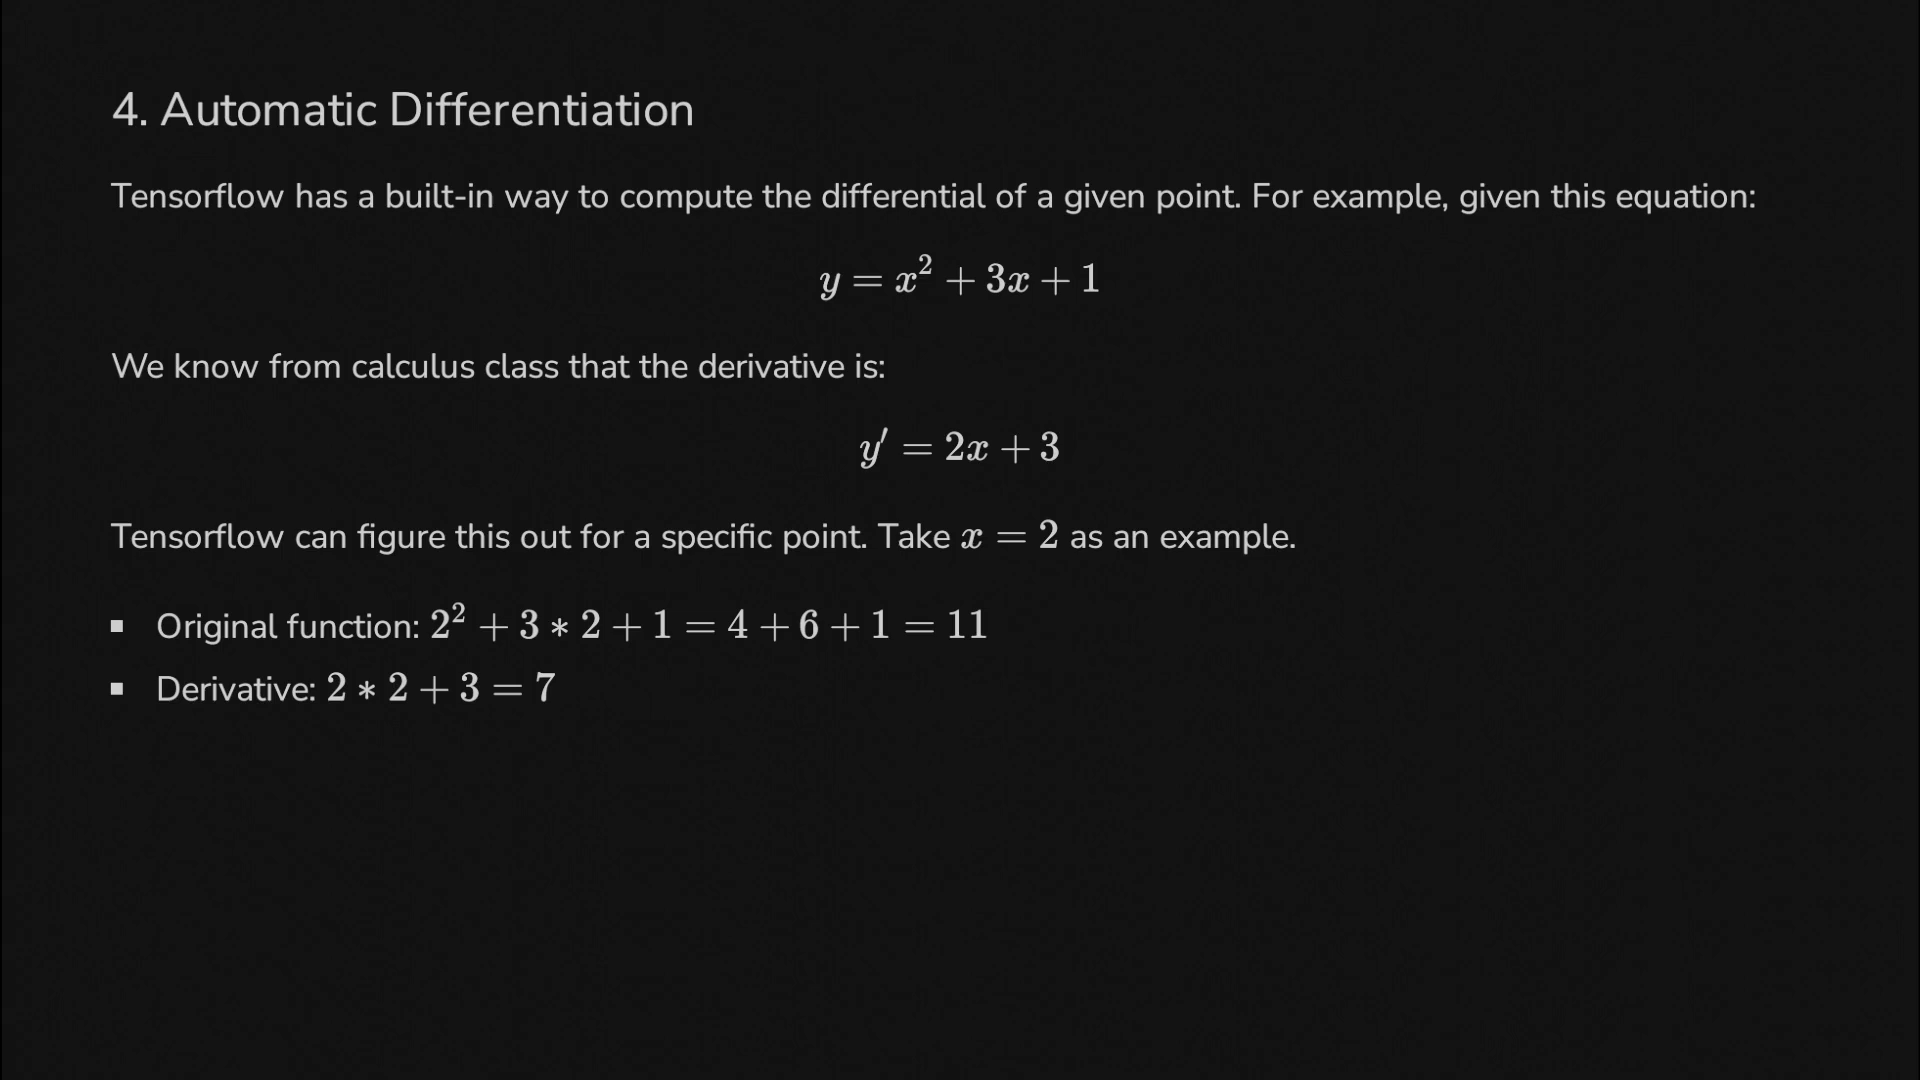 4. Automatic Differentiation
Tensorflow has a built-in way to compute the differential of a given point. For example, given this equation:
y = x² + 3x + 1
We know from calculus class that the derivative is:
y′ = 2x + 3
Tensorflow can figure this out for a specific point. Take x = 2 as an example.
▪ Original function: 2² + 3 ∗ 2 + 1 = 4 + 6 + 1 = 11
▪ Derivative: 2 ∗ 2 + 3 = 7